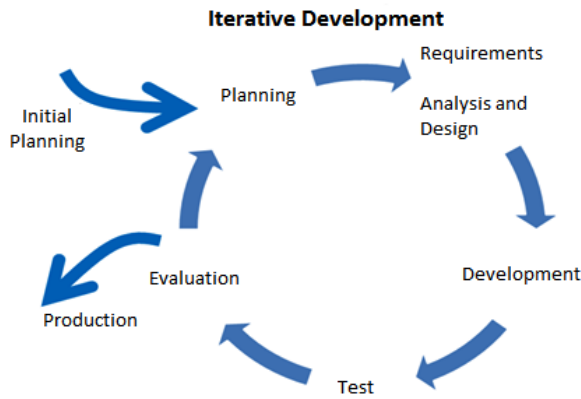 Iterative Development
Initial
Planning
Planning
Requirements
Analysis and
Design
Development
Test
Evaluation
Production